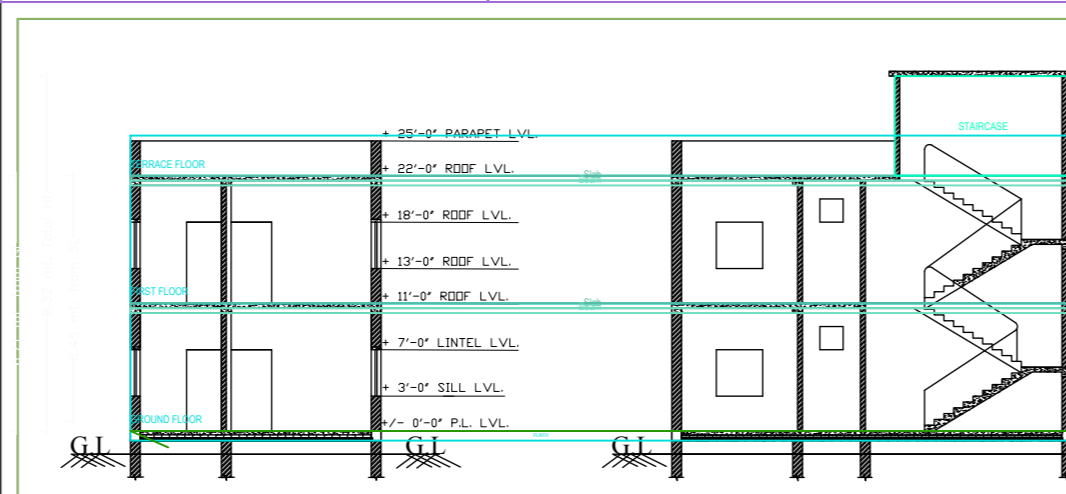 STAIRCASE
+ 25'-0" PARAPET LVL.
TERRACE FLOOR
+ 22'-0" ROOF LVL.
Slab
+ 18'-0" ROOF LVL.
+ 13'-0" ROOF LVL.
FIRST FLOOR
+ 11'-0" ROOF LVL.
Slab
+ 7'-0" LINTEL LVL.
+ 3'-0" SILL LVL.
GROUND FLOOR
+/- 0'-0" P.L. LVL.
G.L G.L G.L